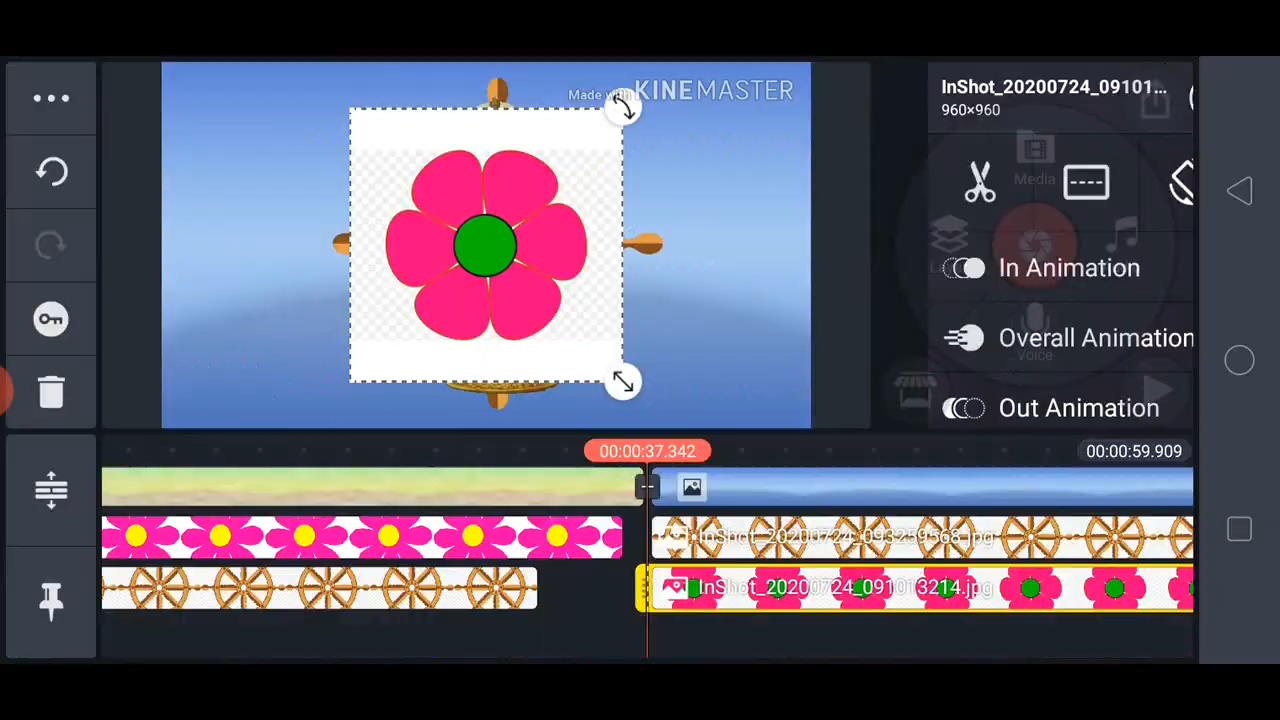 Made with KINEMASTER
InShot_20200724_09101...
960×960
Media
Voice
In Animation
Overall Animation
Out Animation
00:00:37.342
00:00:59.909
InShot_20200724_093259568.jpg
InShot_20200724_091013214.jpg